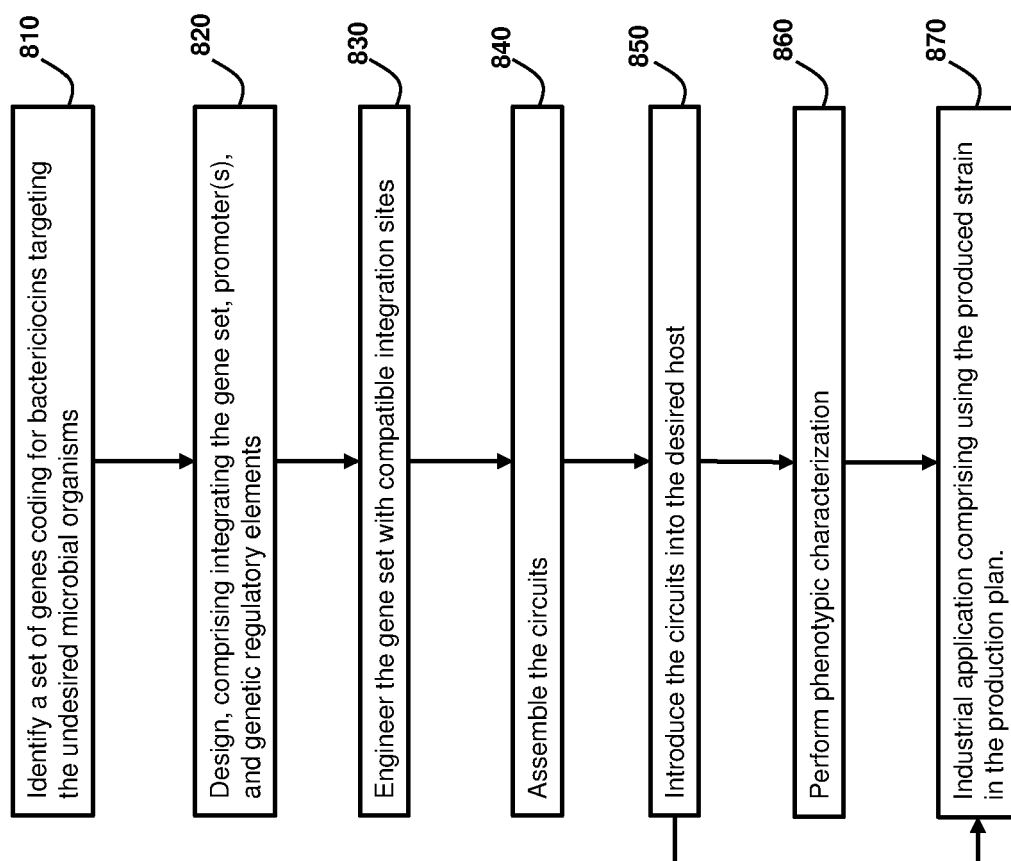 810
Identify a set of genes coding for bactericiocins targeting
the undesired microbial organisms
820
Design, comprising integrating the gene set, promoter(s),
and genetic regulatory elements
830
Engineer the gene set with compatible integration sites
840
Assemble the circuits
850
Introduce the circuits into the desired host
860
Perform phenotypic characterization
870
Industrial application comprising using the produced strain
in the production plan.